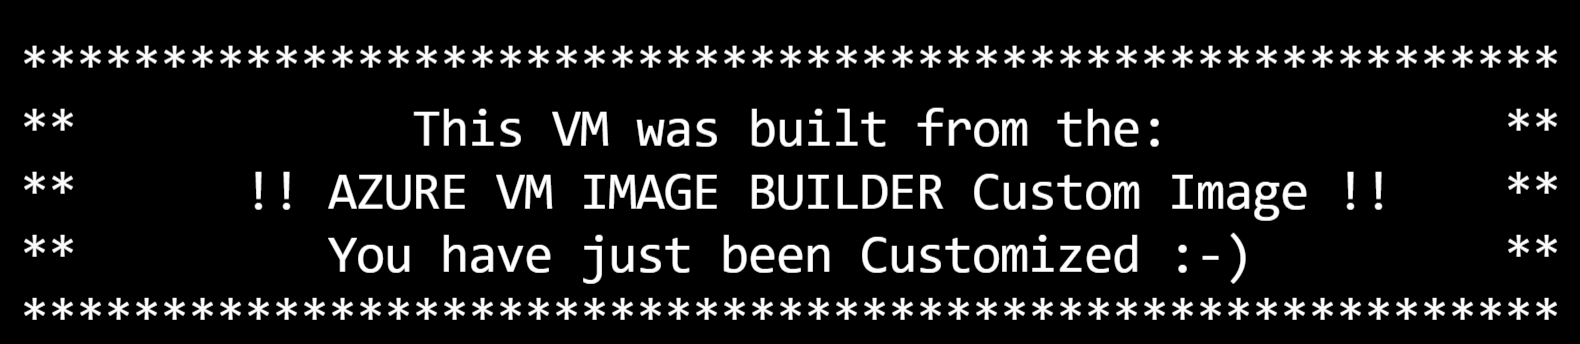 *******************************************************
**            This VM was built from the:            **
**      !! AZURE VM IMAGE BUILDER Custom Image !!    **
**         You have just been Customized :-)         **
*******************************************************